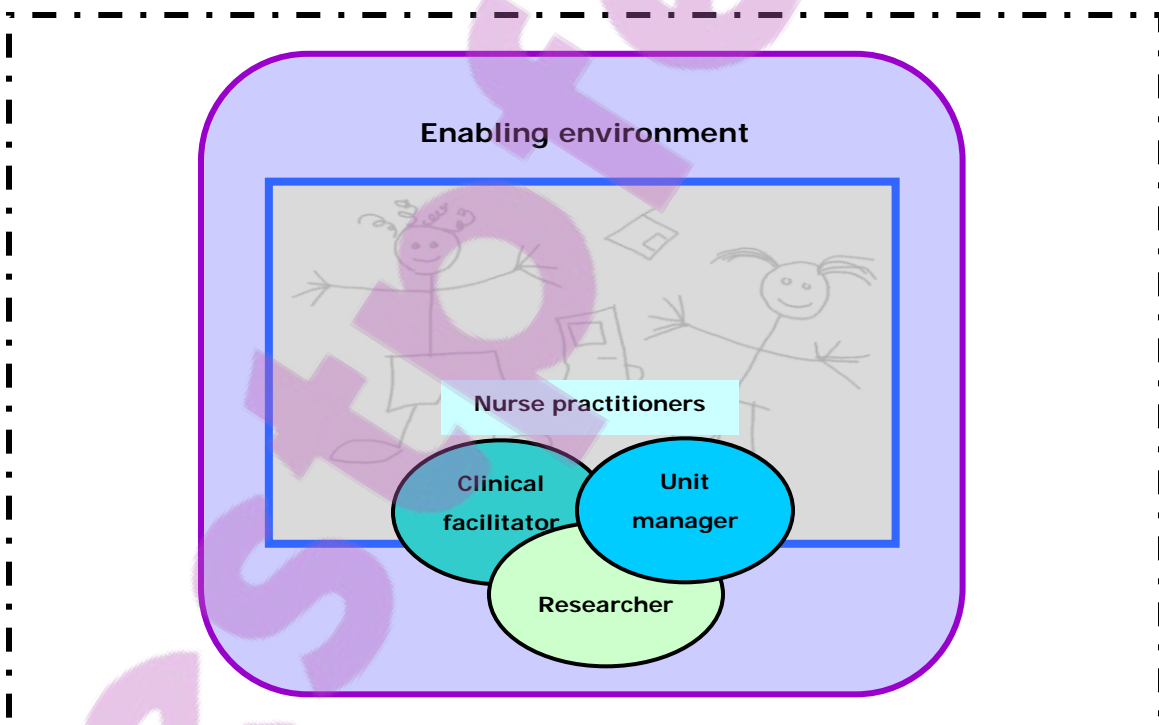 Enabling environment
Nurse practitioners
Clinical
facilitator
Unit
manager
Researcher